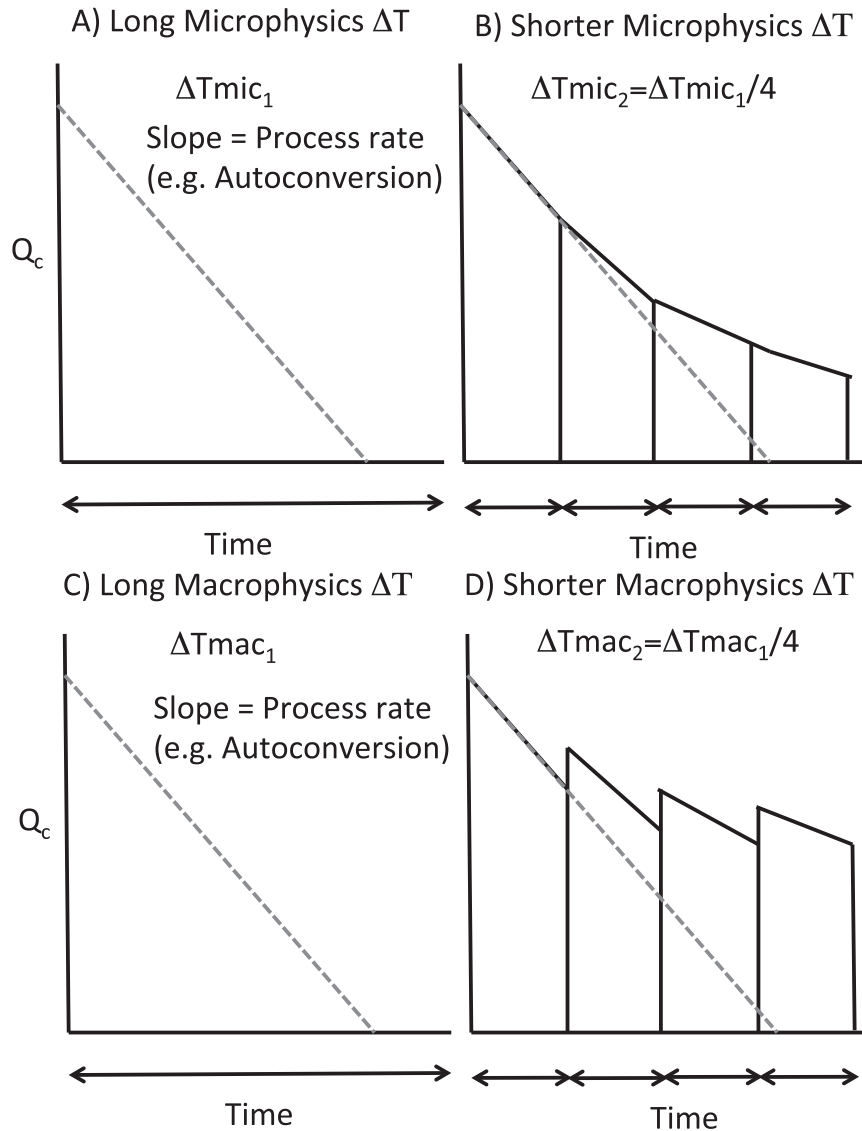 A) Long Microphysics ΔT
ΔTmic₁
Slope = Process rate
(e.g. Autoconversion)
Q꜀
Time
B) Shorter Microphysics ΔT
ΔTmic₂=ΔTmic₁/4
Time
C) Long Macrophysics ΔT
ΔTmac₁
Slope = Process rate
(e.g. Autoconversion)
Q꜀
Time
D) Shorter Macrophysics ΔT
ΔTmac₂=ΔTmac₁/4
Time